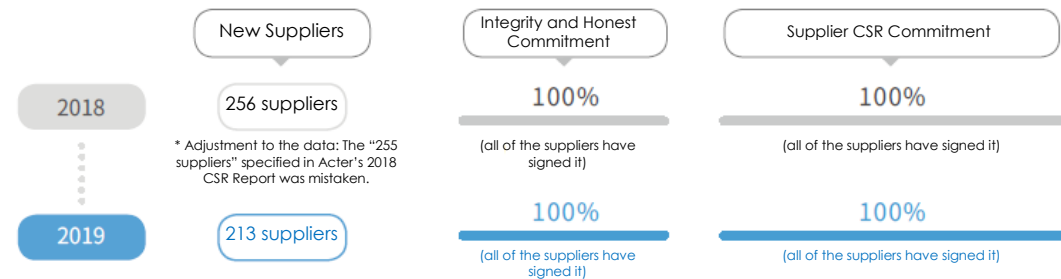 New Suppliers
Integrity and Honest
Commitment
Supplier CSR Commitment
2018
256 suppliers
100%
100%
* Adjustment to the data: The “255
suppliers” specified in Acter’s 2018
CSR Report was mistaken.
(all of the suppliers have
signed it)
(all of the suppliers have signed it)
2019
213 suppliers
100%
100%
(all of the suppliers have
signed it)
(all of the suppliers have signed it)